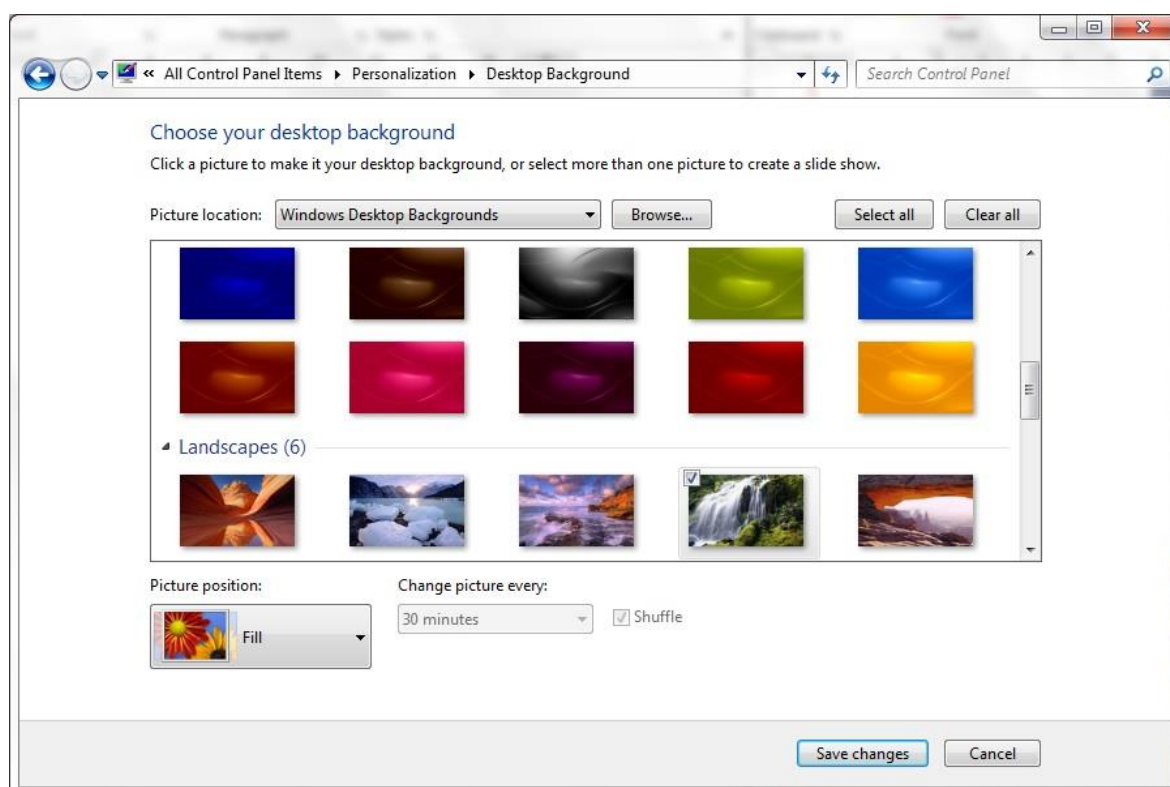 « All Control Panel Items ▸ Personalization ▸ Desktop Background
Search Control Panel
Choose your desktop background
Click a picture to make it your desktop background, or select more than one picture to create a slide show.
Picture location: Windows Desktop Backgrounds Browse... Select all Clear all
Landscapes (6)
Picture position: Change picture every:
Fill 30 minutes Shuffle
Save changes Cancel